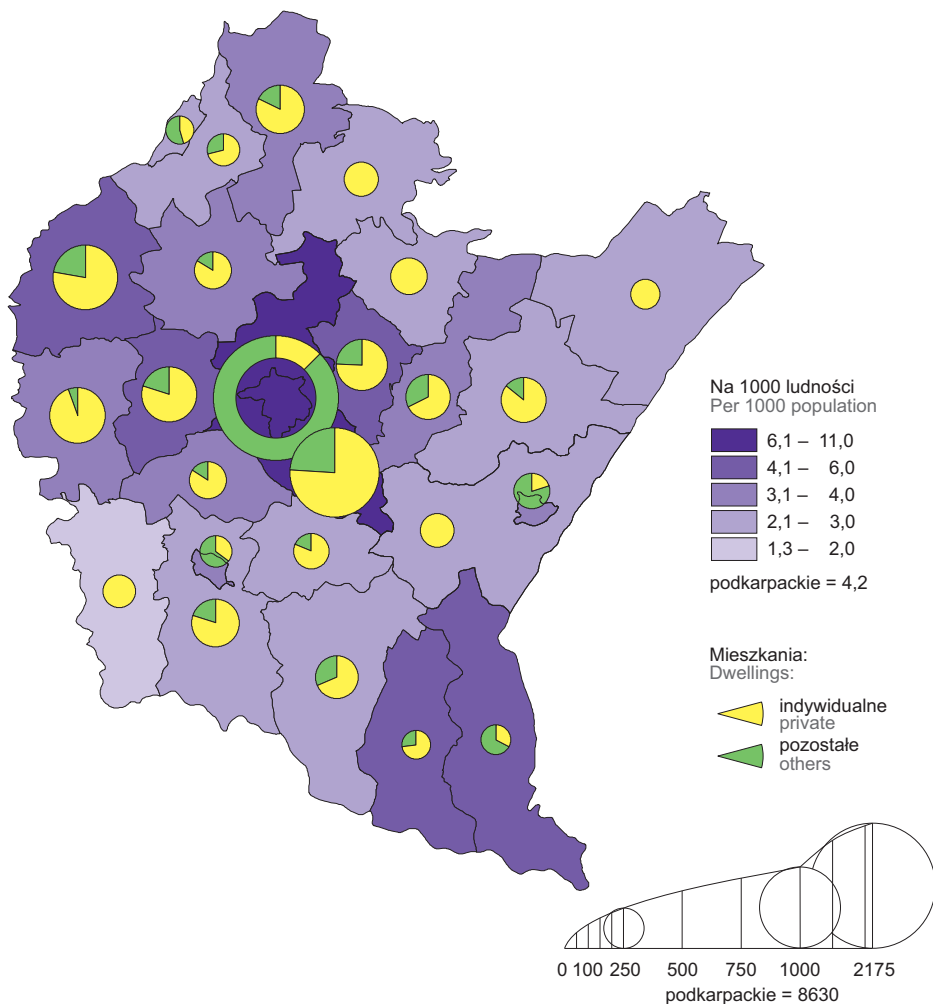 Na 1000 ludności
Per 1000 population
6,1 – 11,0
4,1 – 6,0
3,1 – 4,0
2,1 – 3,0
1,3 – 2,0
podkarpackie = 4,2
Mieszkania:
Dwellings:
indywidualne
private
pozostałe
others
0 100 250 500 750 1000 2175
podkarpackie = 8630